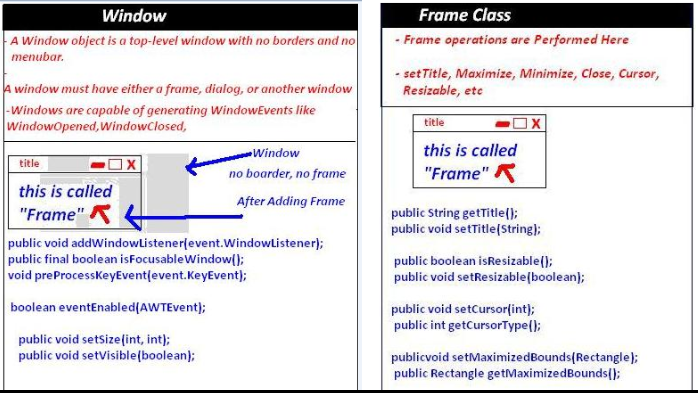 Window
- A Window object is a top-level window with no borders and no
menubar.
-
A window must have either a frame, dialog, or another window
-Windows are capable of generating WindowEvents like
WindowOpened,WindowClosed,
title X
this is called
"Frame"
Window
no boarder, no frame
After Adding Frame
public void addWindowListener(event.WindowListener);
public final boolean isFocusableWindow();
void preProcessKeyEvent(event.KeyEvent);
boolean eventEnabled(AWTEvent);
public void setSize(int, int);
public void setVisible(boolean);
Frame Class
- Frame operations are Performed Here
- setTitle, Maximize, Minimize, Close, Cursor,
Resizable, etc
title X
this is called
"Frame"
public String getTitle();
public void setTitle(String);
public boolean isResizable();
public void setResizable(boolean);
public void setCursor(int);
public int getCursorType();
publicvoid setMaximizedBounds(Rectangle);
public Rectangle getMaximizedBounds();